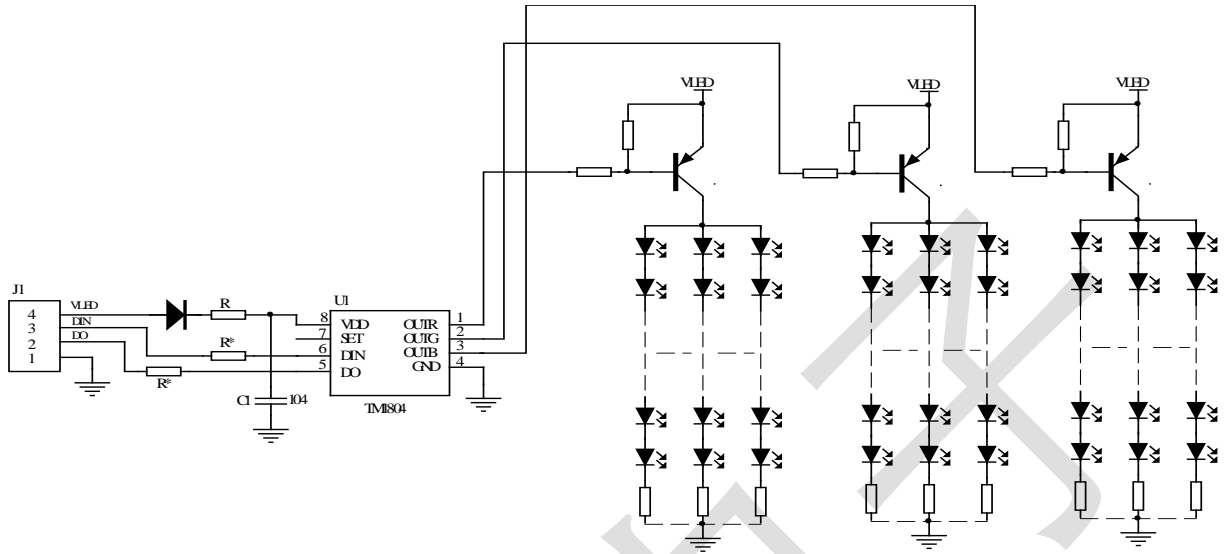 VLED
VLED
VLED
J1
4
3
2
1
VLED
DIN
DO
R
R*
R*
C1
104
U1
8
7
6
5
VDD
SET
DIN
DO
OUTR
OUTG
OUTB
GND
1
2
3
4
TM1804